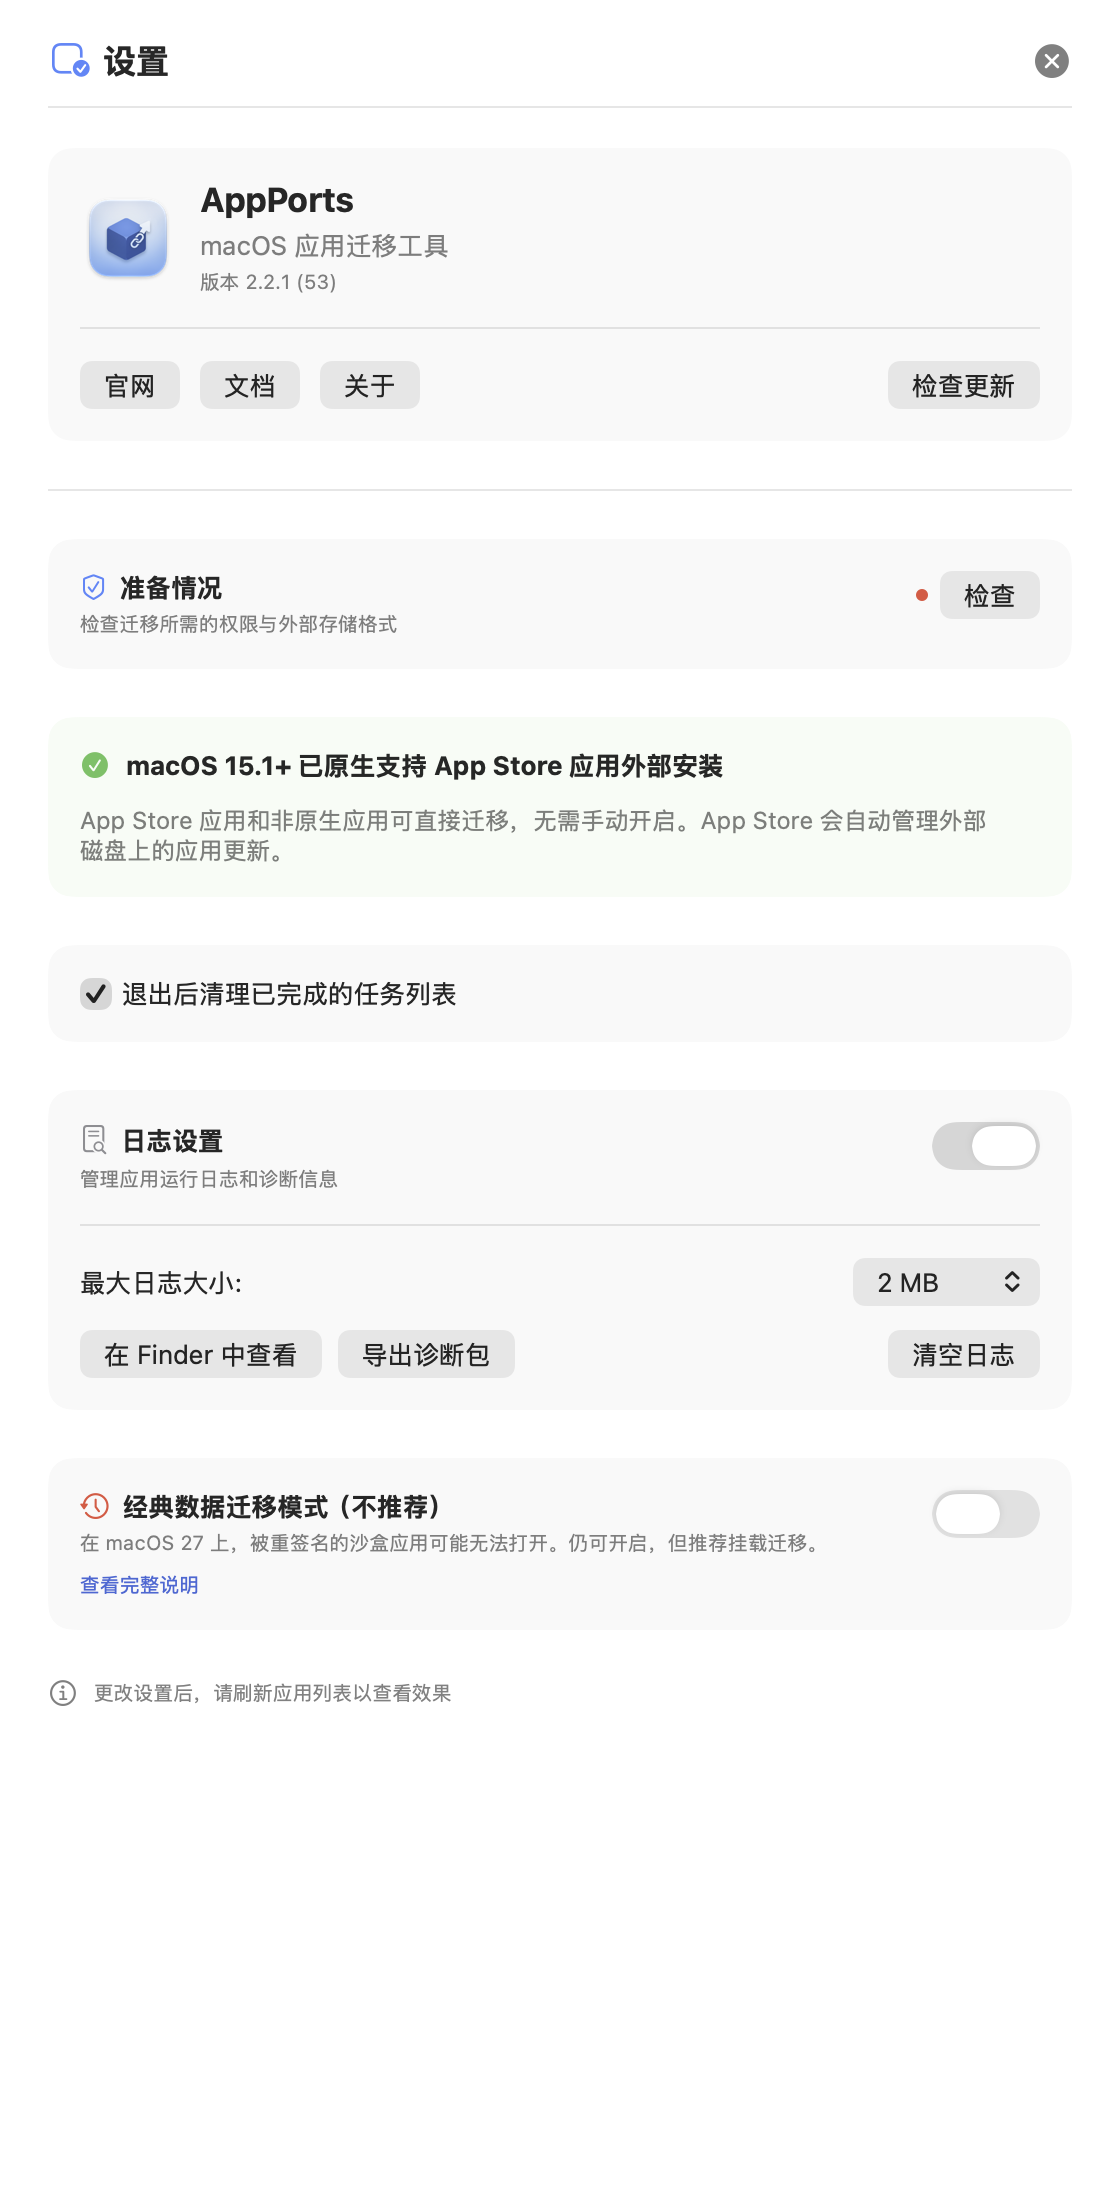 设置
AppPorts
macOS 应用迁移工具
版本 2.2.1 (53)
官网 文档 关于 检查更新
准备情况
检查
检查迁移所需的权限与外部存储格式
macOS 15.1+ 已原生支持 App Store 应用外部安装
App Store 应用和非原生应用可直接迁移，无需手动开启。App Store 会自动管理外部
磁盘上的应用更新。
退出后清理已完成的任务列表
日志设置
管理应用运行日志和诊断信息
最大日志大小: 2 MB
在 Finder 中查看 导出诊断包 清空日志
经典数据迁移模式（不推荐）
在 macOS 27 上，被重签名的沙盒应用可能无法打开。仍可开启，但推荐挂载迁移。
查看完整说明
更改设置后，请刷新应用列表以查看效果